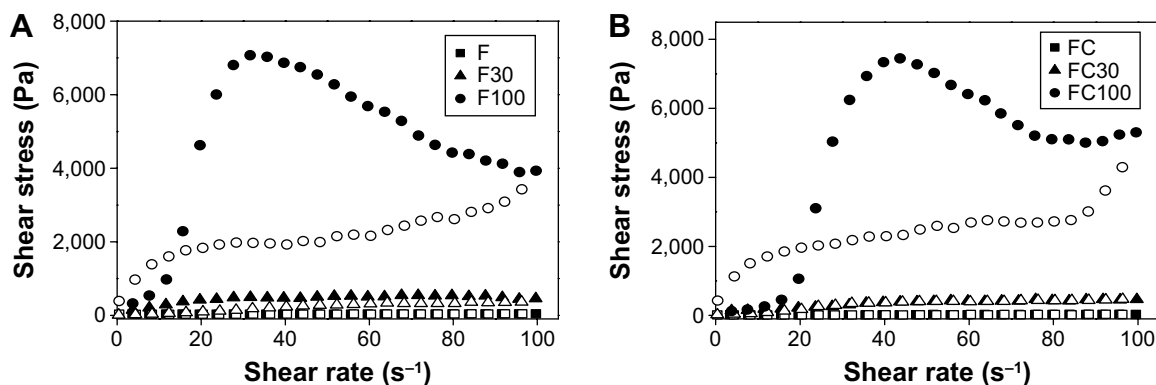 A
Shear stress (Pa)
8,000
6,000
4,000
2,000
0
0 20 40 60 80 100
Shear rate (s⁻¹)
F
F30
F100
B
Shear stress (Pa)
8,000
6,000
4,000
2,000
0
0 20 40 60 80 100
Shear rate (s⁻¹)
FC
FC30
FC100